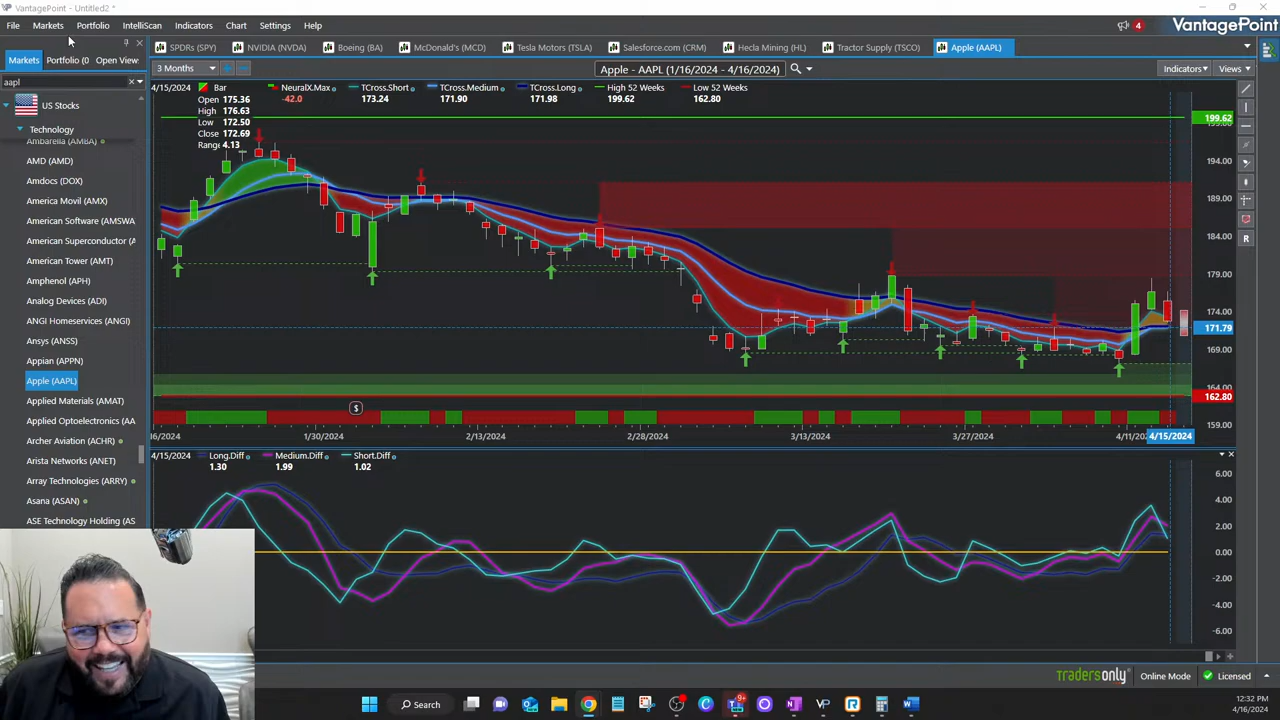 VantagePoint - Untitled2 *
File Markets Portfolio IntelliScan Indicators Chart Settings Help
4 VantagePoint
Markets Portfolio (0 Open View:
SPDRs (SPY) NVIDIA (NVDA) Boeing (BA) McDonald's (MCD) Tesla Motors (TSLA) Salesforce.com (CRM) Hecla Mining (HL) Tractor Supply (TSCO) Apple (AAPL)
3 Months Apple - AAPL (1/16/2024 - 4/16/2024) Indicators Views
aapl
US Stocks
Technology
Ambarella (AMBA)
AMD (AMD)
Amdocs (DOX)
America Movil (AMX)
American Software (AMSWA
American Superconductor (A
American Tower (AMT)
Amphenol (APH)
Analog Devices (ADI)
ANGI Homeservices (ANGI)
Ansys (ANSS)
Appian (APPN)
Apple (AAPL)
Applied Materials (AMAT)
Applied Optoelectronics (AA
Archer Aviation (ACHR)
Arista Networks (ANET)
Array Technologies (ARRY)
Asana (ASAN)
ASE Technology Holding (AS
4/15/2024 Bar NeuralX.Max TCross.Short TCross.Medium TCross.Long High 52 Weeks Low 52 Weeks
Open 175.36 -42.0 173.24 171.90 171.98 199.62 162.80
High 176.63
Low 172.50
Close 172.69
Range 4.13
199.62
194.00
189.00
184.00
179.00
174.00
171.79
169.00
164.00
162.80
159.00
$
16/2024 1/30/2024 2/13/2024 2/28/2024 3/13/2024 3/27/2024 4/11/2 4/15/2024
4/15/2024 Long.Diff Medium.Diff Short.Diff
1.30 1.99 1.02
6.00
4.00
2.00
0.00
-2.00
-4.00
-6.00
tradersonly Online Mode Licensed
Search
9+
12:32 PM
4/16/2024